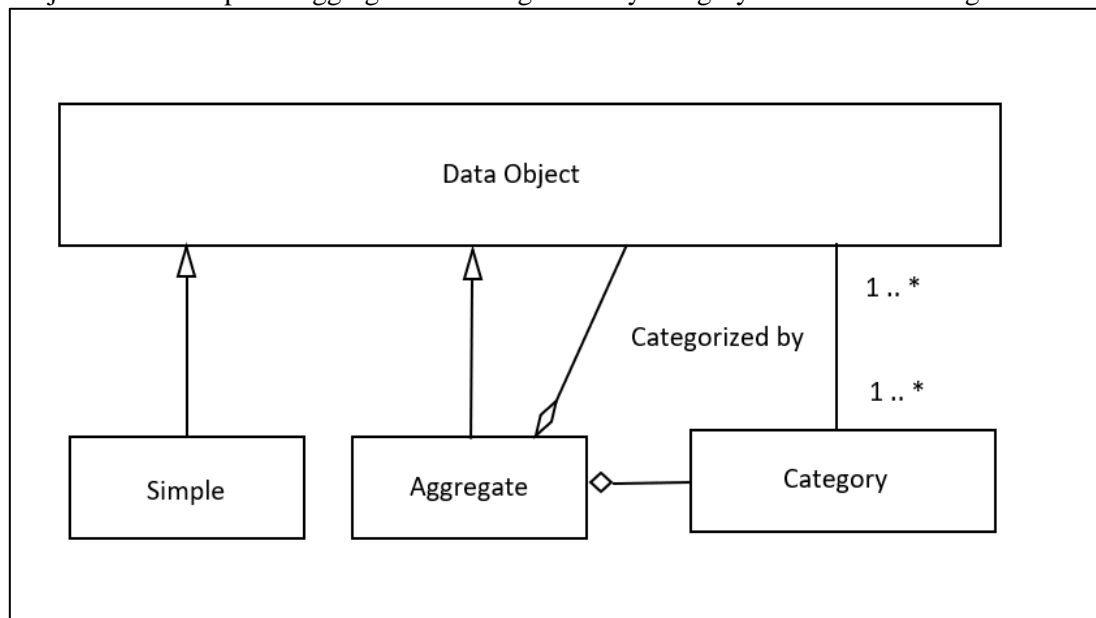 Data Object
1 .. *
Categorized by
1 .. *
Simple
Aggregate
Category